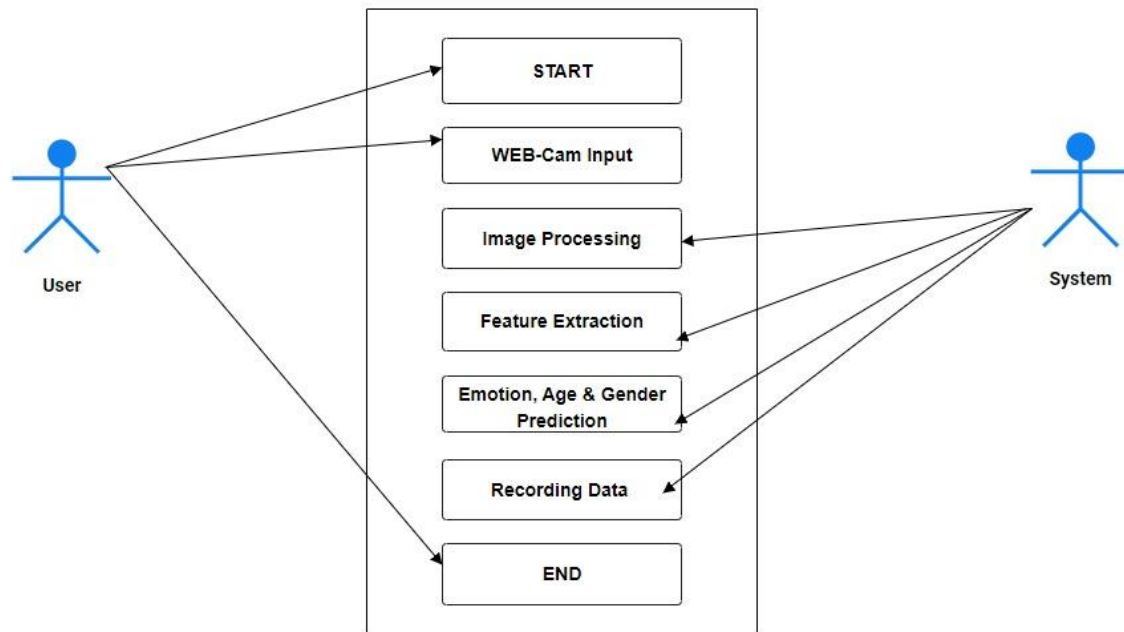 START
WEB-Cam Input
Image Processing
User
System
Feature Extraction
Emotion, Age & Gender
Prediction
Recording Data
END